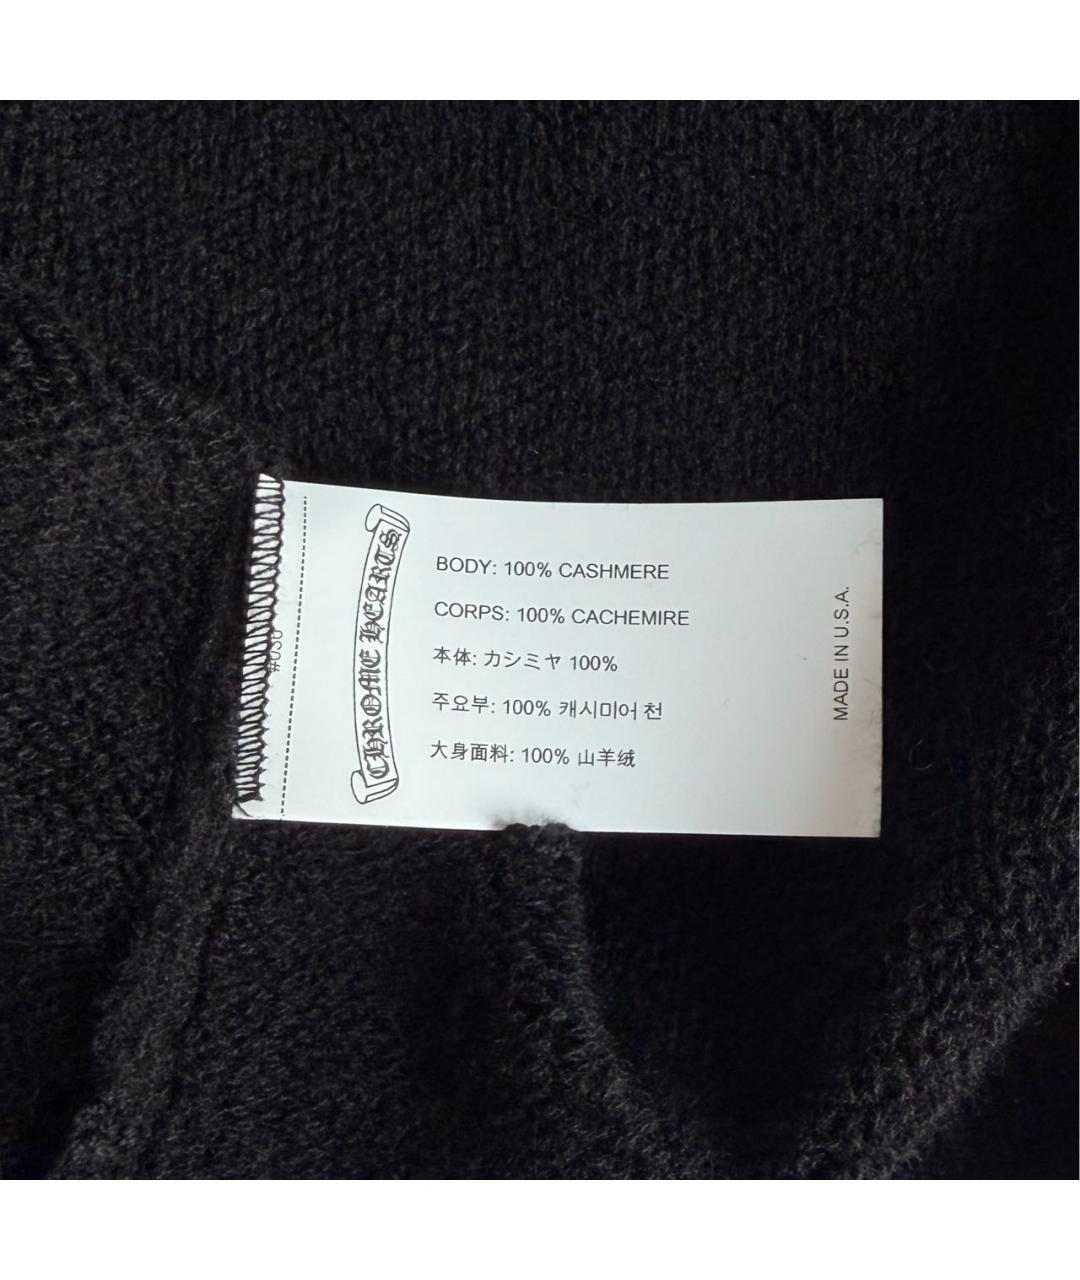 CHROME HEARTS
BODY: 100% CASHMERE
CORPS: 100% CACHEMIRE
本体: カシミヤ 100%
주요부: 100% 캐시미어 천
大身面料: 100% 山羊绒
MADE IN U.S.A.